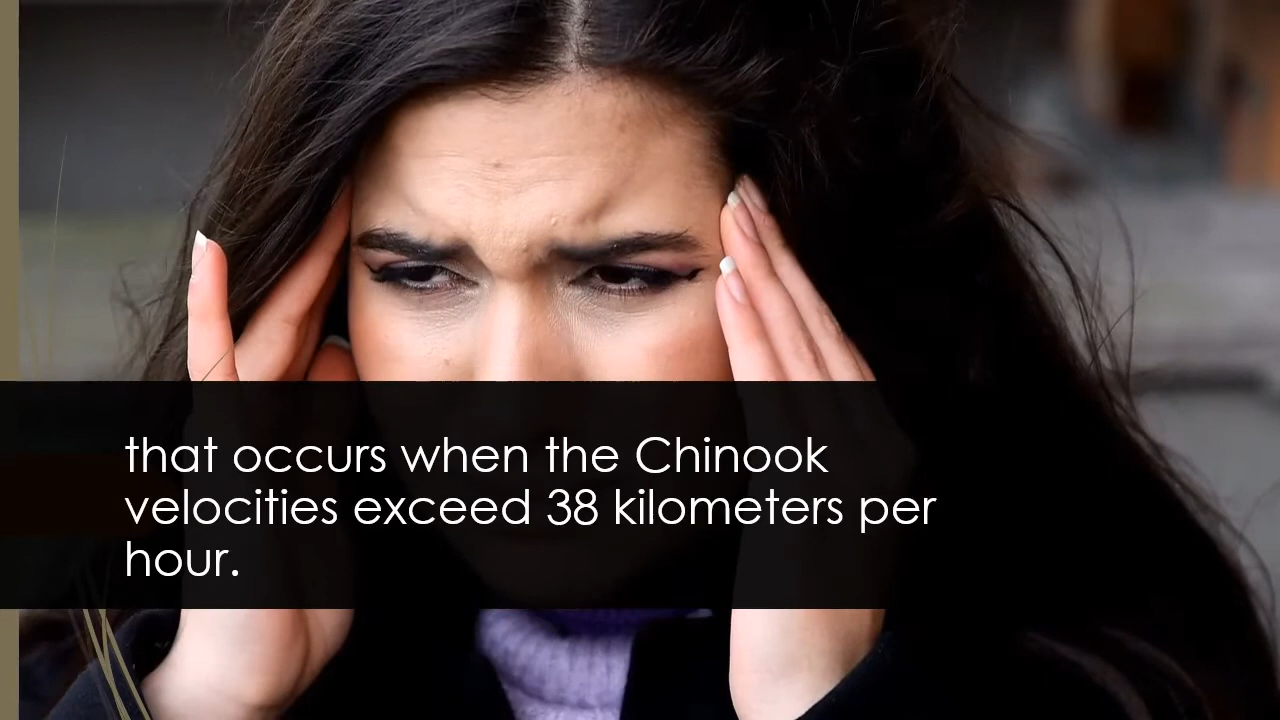 that occurs when the Chinook
velocities exceed 38 kilometers per
hour.